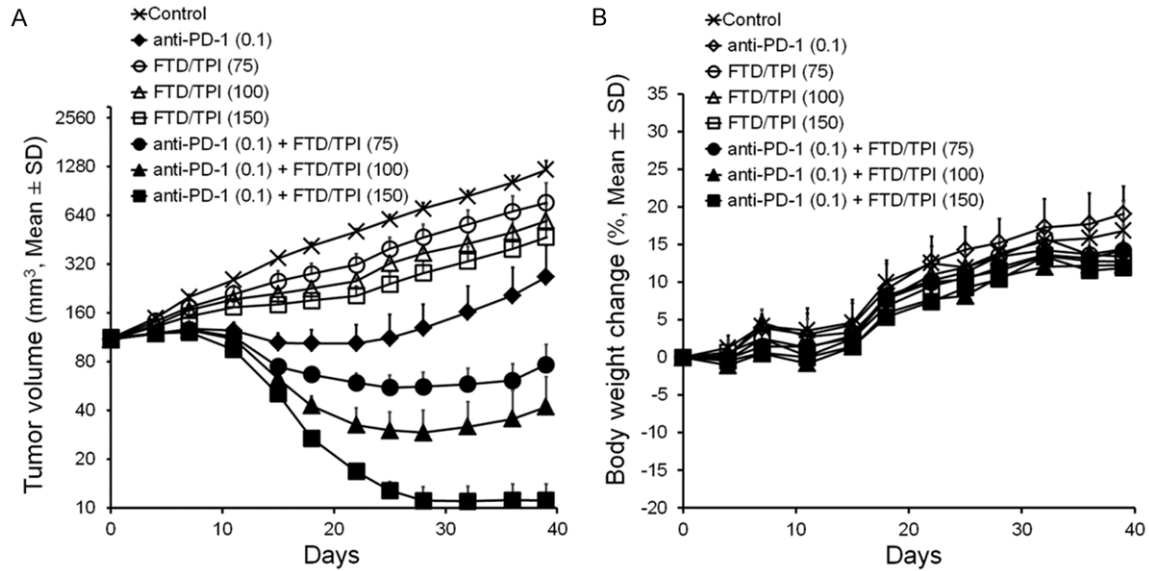 A
Control
anti-PD-1 (0.1)
FTD/TPI (75)
FTD/TPI (100)
FTD/TPI (150)
anti-PD-1 (0.1) + FTD/TPI (75)
anti-PD-1 (0.1) + FTD/TPI (100)
anti-PD-1 (0.1) + FTD/TPI (150)
Tumor volume (mm³, Mean ± SD)
2560
1280
640
320
160
80
40
20
10
0 10 20 30 40
Days
B
Control
anti-PD-1 (0.1)
FTD/TPI (75)
FTD/TPI (100)
FTD/TPI (150)
anti-PD-1 (0.1) + FTD/TPI (75)
anti-PD-1 (0.1) + FTD/TPI (100)
anti-PD-1 (0.1) + FTD/TPI (150)
Body weight change (%, Mean ± SD)
35
30
25
20
15
10
5
0
-5
-10
-15
-20
0 10 20 30 40
Days